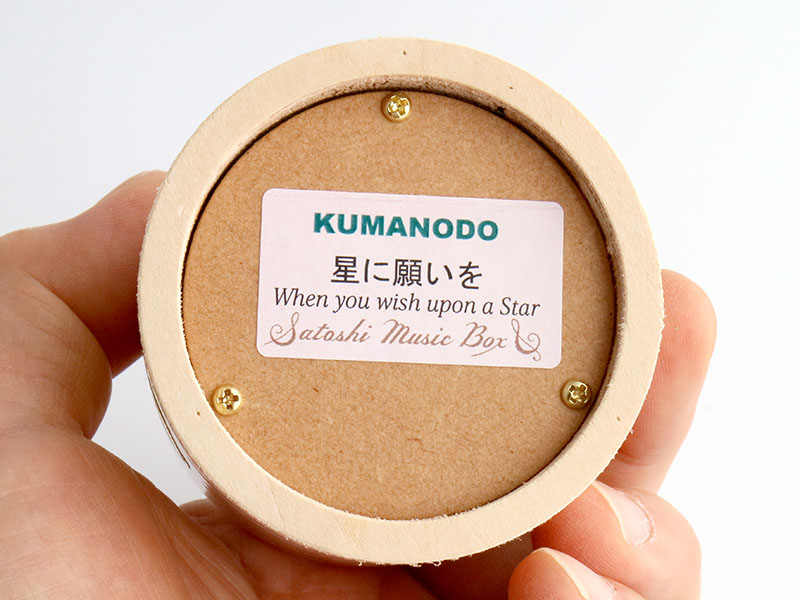 KUMANODO
星に願いを
When you wish upon a Star
Satoshi Music Box